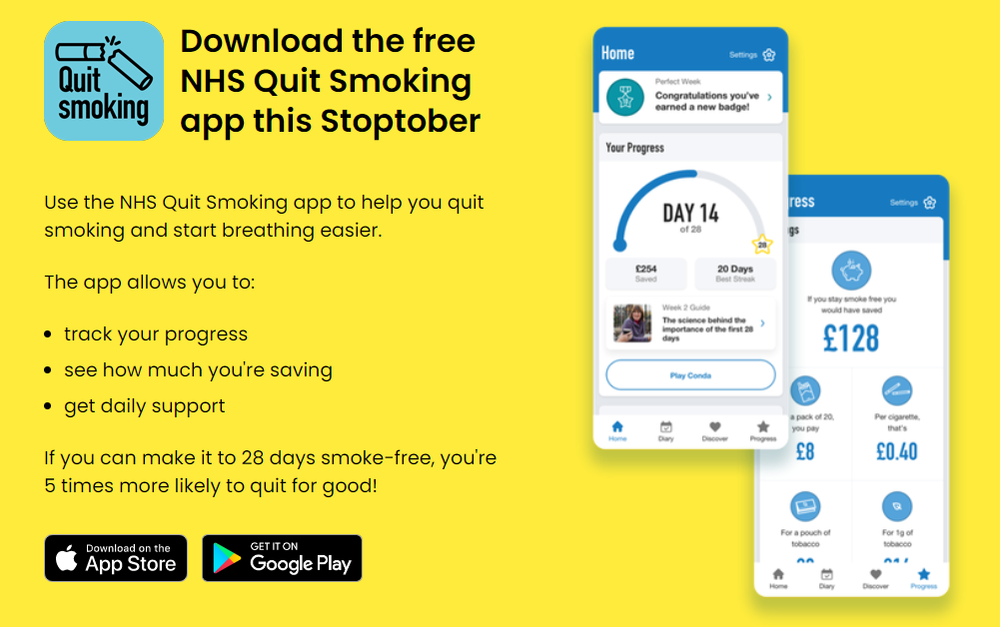 Quit
smoking
Download the free
NHS Quit Smoking
app this Stoptober
Use the NHS Quit Smoking app to help you quit
smoking and start breathing easier.
The app allows you to:
• track your progress
• see how much you're saving
• get daily support
If you can make it to 28 days smoke-free, you're
5 times more likely to quit for good!
Download on the
App Store
GET IT ON
Google Play
Home
Settings
Perfect Week
Congratulations you've
earned a new badge!
Your Progress
DAY 14
of 28
28
£254
Saved
20 Days
Best Streak
Week 2 Guide
The science behind the
importance of the first 28
days
Play Conda
Home Diary Discover Progress
ress
Settings
gs
If you stay smoke free you
would have saved
£128
a pack of 20,
you pay
£8
Per cigarette,
that's
£0.40
For a pouch of
tobacco
For 1g of
tobacco
Home Diary Discover Progress